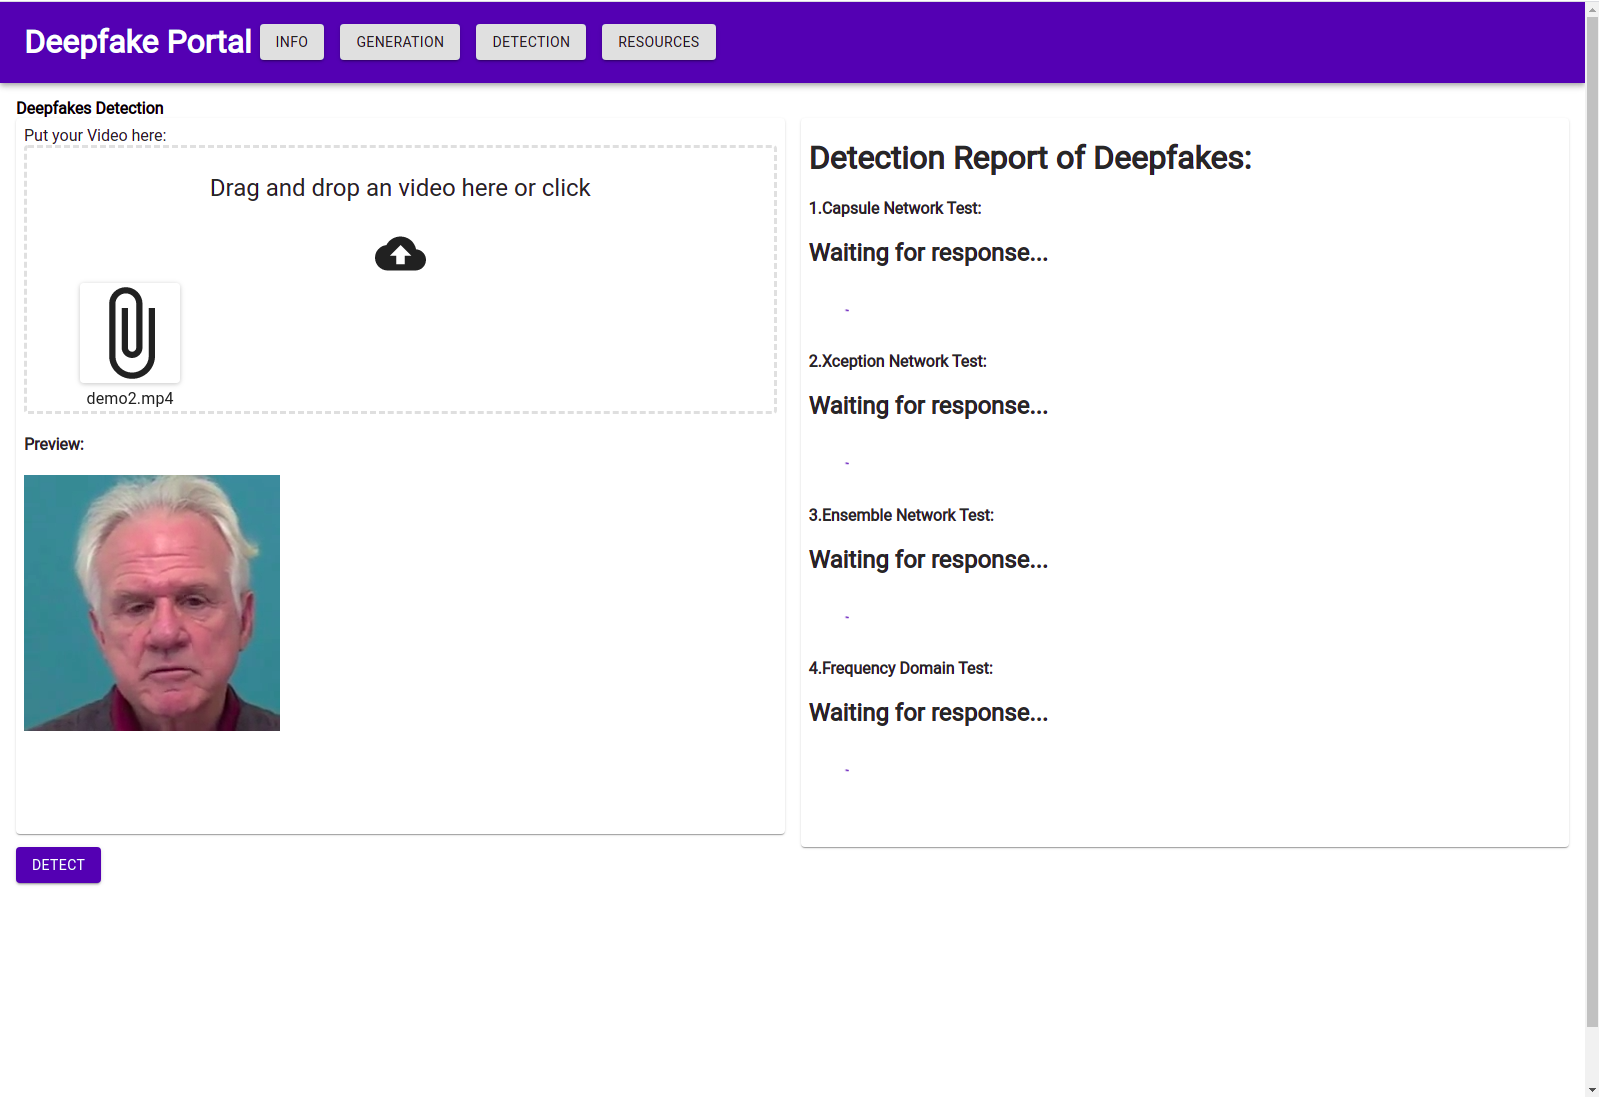 Deepfake Portal INFO GENERATION DETECTION RESOURCES
Deepfakes Detection
Put your Video here:
Drag and drop an video here or click
demo2.mp4
Preview:
DETECT
Detection Report of Deepfakes:
1.Capsule Network Test:
Waiting for response...
-
2.Xception Network Test:
Waiting for response...
-
3.Ensemble Network Test:
Waiting for response...
-
4.Frequency Domain Test:
Waiting for response...
-